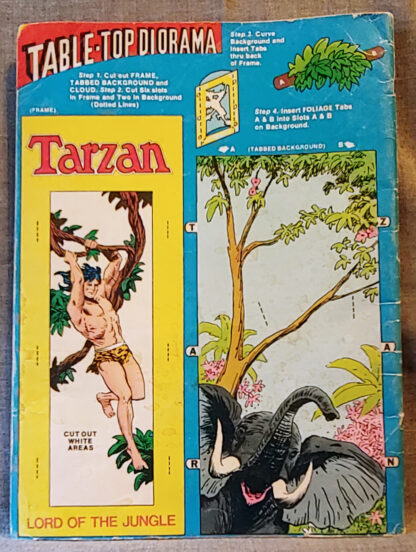 TABLE-TOP DIORAMA
Step 1. Cut out FRAME,
TABBED BACKGROUND and
CLOUD. Step 2. Cut Six slots
in Frame and Two in Background
(Dotted Lines)
Step 3. Curve
Background and
Insert Tabs
thru back
of Frame.
A
B
Step 4. Insert FOLIAGE Tabs
A & B into Slots A & B
on Background.
(FRAME)
A (TABBED BACKGROUND) B
Tarzan
CUT OUT
WHITE
AREAS
LORD OF THE JUNGLE
T
A
R
Z
A
N